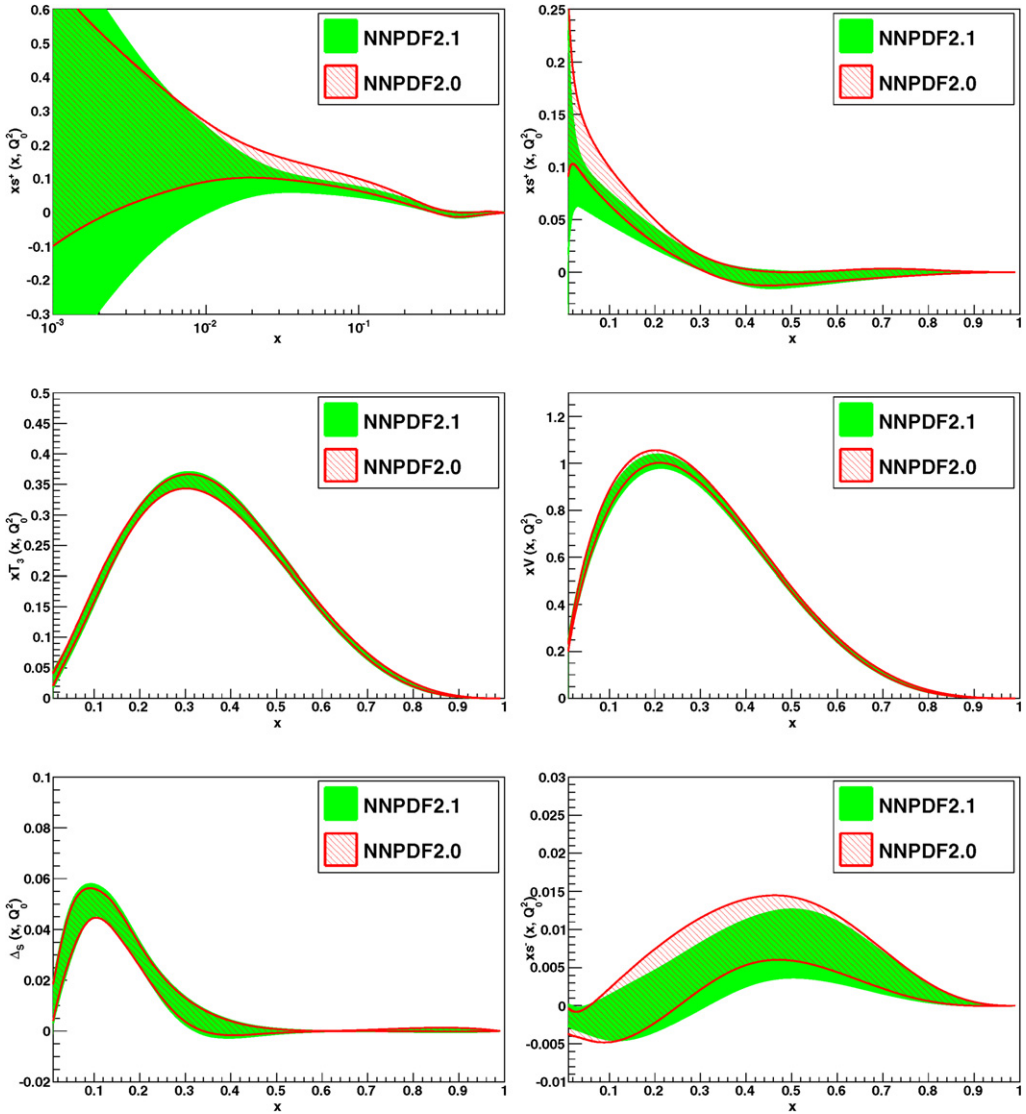 0.6
0.5
0.4
0.3
0.2
0.1
0
-0.1
-0.2
-0.3
xs⁺ (x, Q₀²)
NNPDF2.1
NNPDF2.0
10⁻³ 10⁻² 10⁻¹
x
0.25
0.2
0.15
0.1
0.05
0
xs⁺ (x, Q₀²)
NNPDF2.1
NNPDF2.0
0.1 0.2 0.3 0.4 0.5 0.6 0.7 0.8 0.9 1
x
0.5
0.45
0.4
0.35
0.3
0.25
0.2
0.15
0.1
0.05
0
xT₃ (x, Q₀²)
NNPDF2.1
NNPDF2.0
0.1 0.2 0.3 0.4 0.5 0.6 0.7 0.8 0.9 1
x
1.2
1
0.8
0.6
0.4
0.2
0
xV (x, Q₀²)
NNPDF2.1
NNPDF2.0
0.1 0.2 0.3 0.4 0.5 0.6 0.7 0.8 0.9 1
x
0.1
0.08
0.06
0.04
0.02
0
-0.02
Δₛ (x, Q₀²)
NNPDF2.1
NNPDF2.0
0.1 0.2 0.3 0.4 0.5 0.6 0.7 0.8 0.9 1
x
0.03
0.025
0.02
0.015
0.01
0.005
0
-0.005
-0.01
xs⁻ (x, Q₀²)
NNPDF2.1
NNPDF2.0
0.1 0.2 0.3 0.4 0.5 0.6 0.7 0.8 0.9 1
x